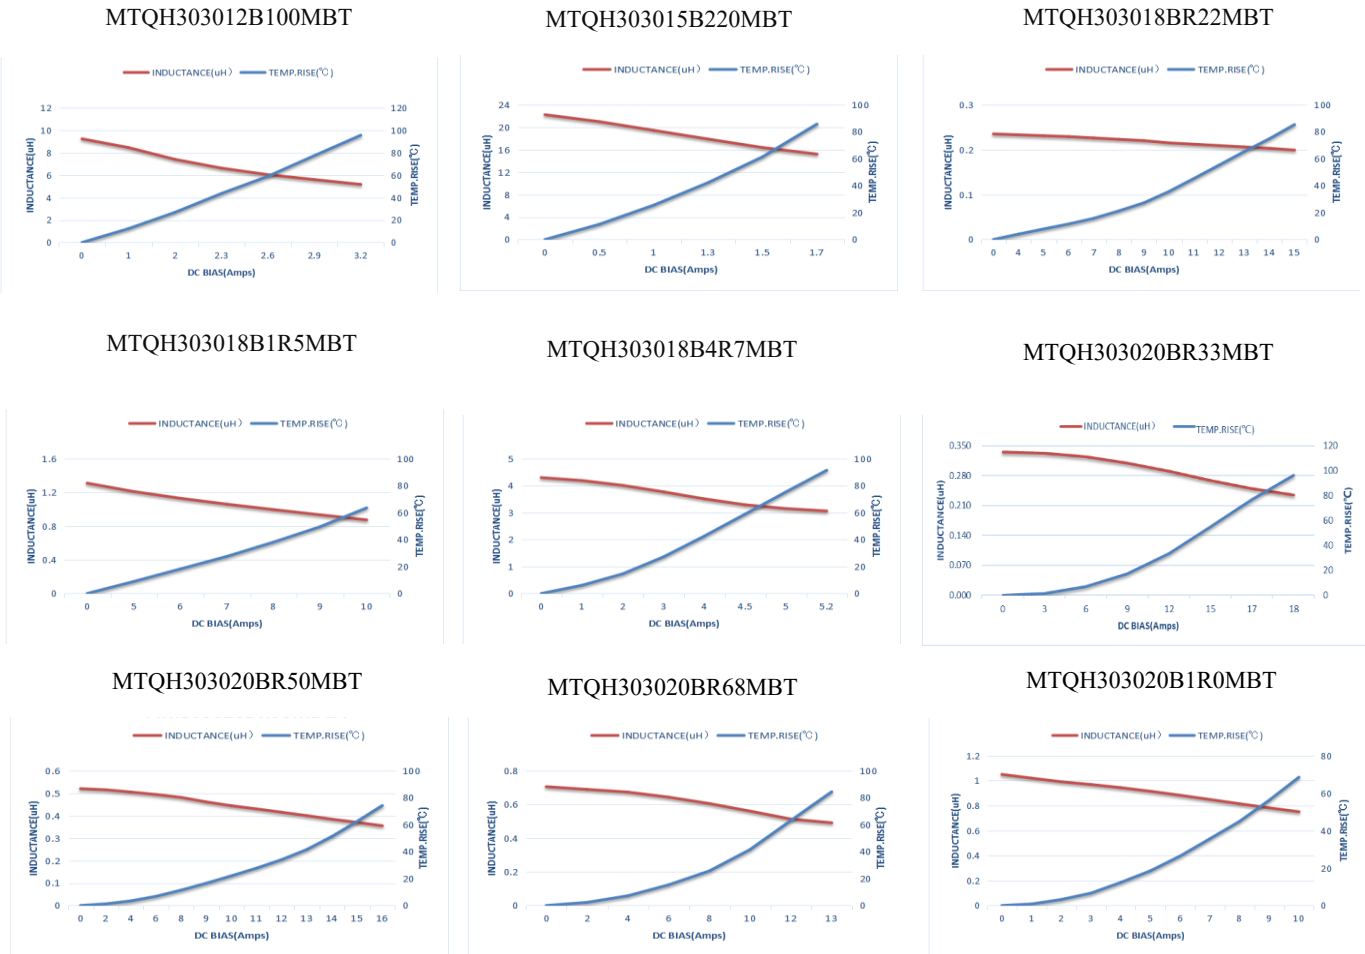 MTQH303012B100MBT
INDUCTANCE(uH) TEMP.RISE(℃)
12 120
10 100
8 80
6 60
4 40
2 20
0 0
INDUCTANCE(uH)
TEMP.RISE(℃)
0 1 2 2.3 2.6 2.9 3.2
DC BIAS(Amps)
MTQH303015B220MBT
INDUCTANCE(uH) TEMP.RISE(℃)
24 100
20 80
16 60
12 40
8 20
4 0
0
INDUCTANCE(uH)
TEMP.RISE(℃)
0 0.5 1 1.3 1.5 1.7
DC BIAS(Amps)
MTQH303018BR22MBT
INDUCTANCE(uH) TEMP.RISE(℃)
0.3 100
0.2 80
0.1 60
0 40
20
0
INDUCTANCE(uH)
TEMP.RISE(℃)
0 4 5 6 7 8 9 10 11 12 13 14 15
DC BIAS(Amps)
MTQH303018B1R5MBT
INDUCTANCE(uH) TEMP.RISE(℃)
1.6 100
1.2 80
0.8 60
0.4 40
0 20
0
INDUCTANCE(uH)
TEMP.RISE(℃)
0 5 6 7 8 9 10
DC BIAS(Amps)
MTQH303018B4R7MBT
INDUCTANCE(uH) TEMP.RISE(℃)
5 100
4 80
3 60
2 40
1 20
0 0
INDUCTANCE(uH)
TEMP.RISE(℃)
0 1 2 3 4 4.5 5 5.2
DC BIAS(Amps)
MTQH303020BR33MBT
INDUCTANCE(uH) TEMP.RISE(℃)
0.350 120
0.280 100
0.210 80
0.140 60
0.070 40
0.000 20
0
INDUCTANCE(uH)
TEMP.RISE(℃)
0 3 6 9 12 15 17 18
DC BIAS(Amps)
MTQH303020BR50MBT
INDUCTANCE(uH) TEMP.RISE(℃)
0.6 100
0.5 80
0.4 60
0.3 40
0.2 20
0.1 0
0
INDUCTANCE(uH)
TEMP.RISE(℃)
0 2 4 6 8 9 10 11 12 13 14 15 16
DC BIAS(Amps)
MTQH303020BR68MBT
INDUCTANCE(uH) TEMP.RISE(℃)
0.8 100
0.6 80
0.4 60
0.2 40
0 20
0
INDUCTANCE(uH)
TEMP.RISE(℃)
0 2 4 6 8 10 12 13
DC BIAS(Amps)
MTQH303020B1R0MBT
INDUCTANCE(uH) TEMP.RISE(℃)
1.2 80
1 60
0.8 40
0.6 20
0.4 0
0.2
0
INDUCTANCE(uH)
TEMP.RISE(℃)
0 1 2 3 4 5 6 7 8 9 10
DC BIAS(Amps)